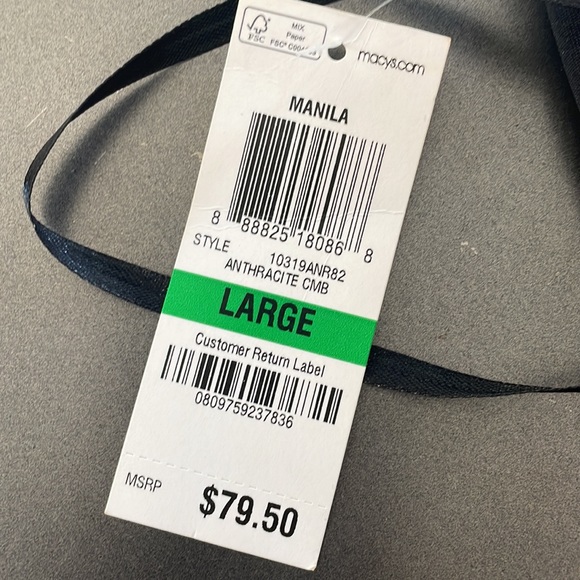 FSC
MIX
Paper
macys.com
MANILA
8 88825 18086 8
STYLE 10319ANR82
ANTHRACITE CMB
LARGE
Customer Return Label
0809759237836
MSRP $79.50